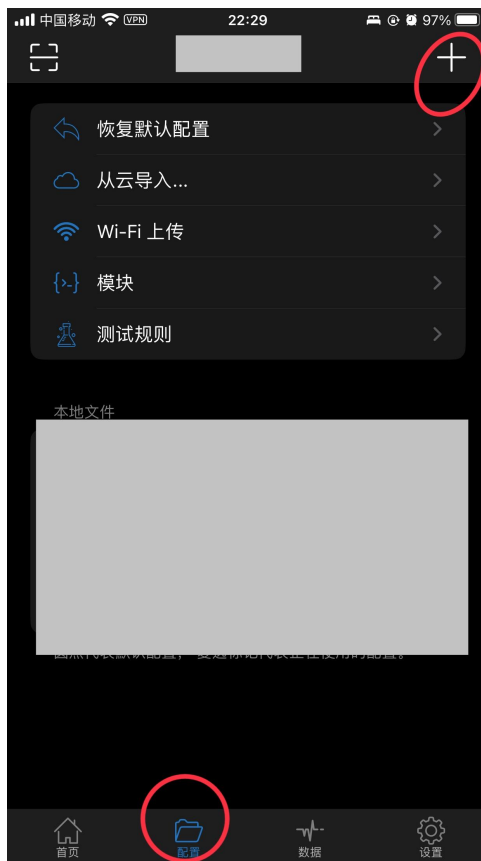 中国移动 VPN 22:29 97%
恢复默认配置
从云导入...
Wi-Fi 上传
模块
测试规则
本地文件
首页 配置 数据 设置